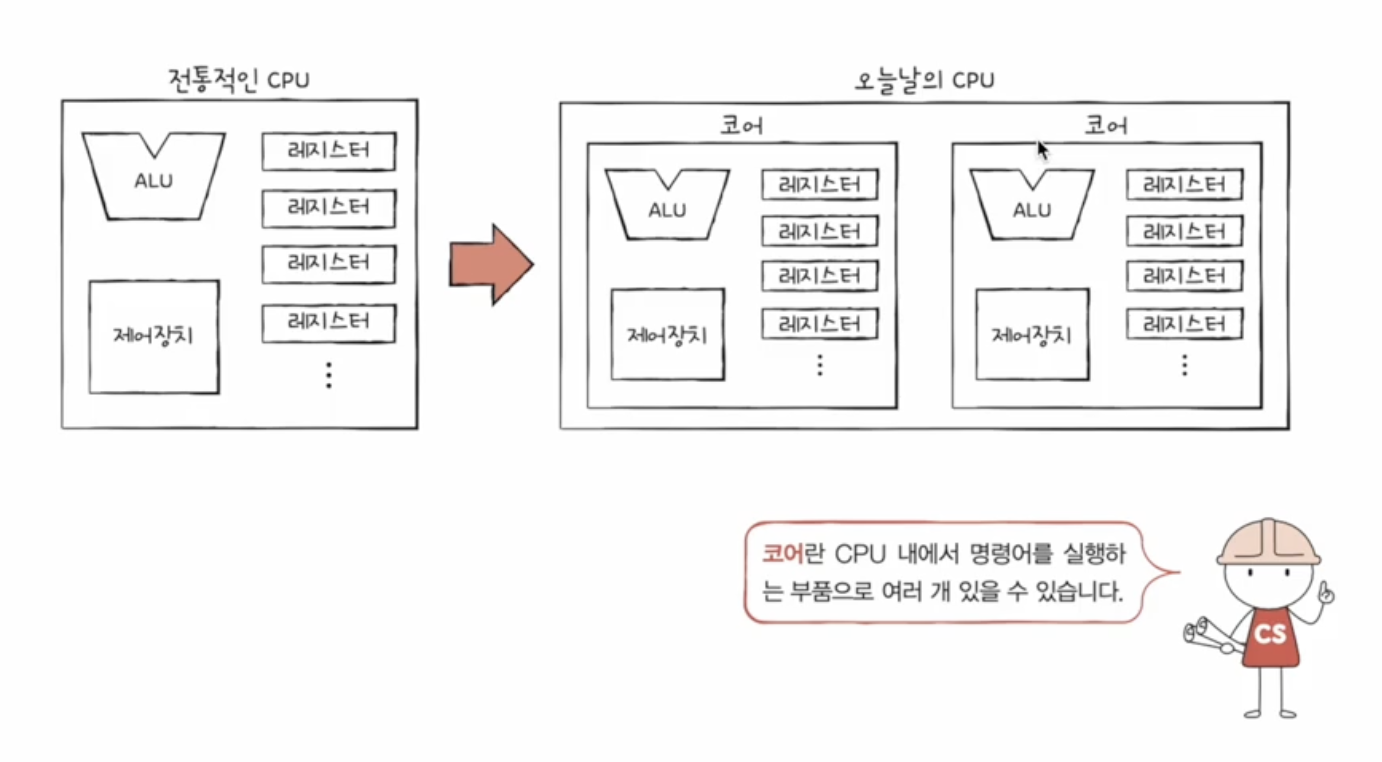 전통적인 CPU
ALU
레지스터
레지스터
레지스터
레지스터
제어장치
오늘날의 CPU
코어
ALU
레지스터
레지스터
레지스터
레지스터
제어장치
코어
ALU
레지스터
레지스터
레지스터
레지스터
제어장치
코어란 CPU 내에서 명령어를 실행하
는 부품으로 여러 개 있을 수 있습니다.
CS